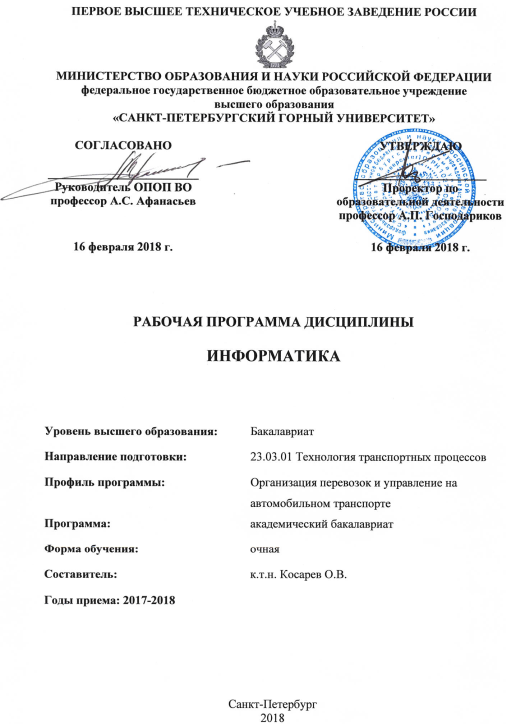 ПЕРВОЕ ВЫСШЕЕ ТЕХНИЧЕСКОЕ УЧЕБНОЕ ЗАВЕДЕНИЕ РОССИИ
МИНИСТЕРСТВО ОБРАЗОВАНИЯ И НАУКИ РОССИЙСКОЙ ФЕДЕРАЦИИ
федеральное государственное бюджетное образовательное учреждение
высшего образования
«САНКТ-ПЕТЕРБУРГСКИЙ ГОРНЫЙ УНИВЕРСИТЕТ»
СОГЛАСОВАНО
Руководитель ОПОП ВО
профессор А.С. Афанасьев
16 февраля 2018 г.
УТВЕРЖДАЮ
Проректор по
образовательной деятельности
профессор А.П. Господариков
16 февраля 2018 г.
РАБОЧАЯ ПРОГРАММА ДИСЦИПЛИНЫ
ИНФОРМАТИКА
Уровень высшего образования: Бакалавриат
Направление подготовки: 23.03.01 Технология транспортных процессов
Профиль программы: Организация перевозок и управление на
автомобильном транспорте
Программа: академический бакалавриат
Форма обучения: очная
Составитель: к.т.н. Косарев О.В.
Годы приема: 2017-2018
Санкт-Петербург
2018